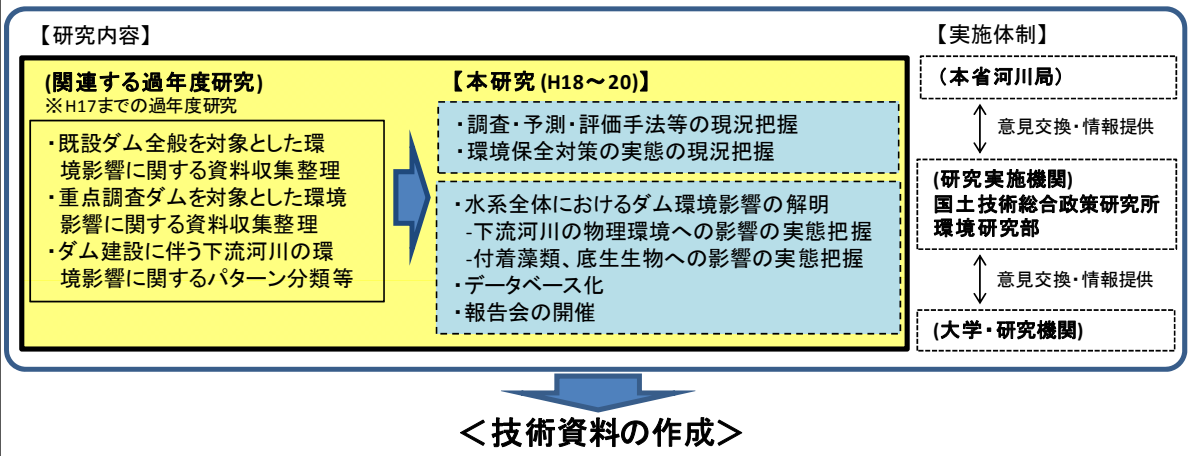 【研究内容】
(関連する過年度研究)
※H17までの過年度研究
・既設ダム全般を対象とした環
境影響に関する資料収集整理
・重点調査ダムを対象とした環境
影響に関する資料収集整理
・ダム建設に伴う下流河川の環
境影響に関するパターン分類等
【本研究(H18～20)】
・調査・予測・評価手法等の現況把握
・環境保全対策の実態の現況把握
・水系全体におけるダム環境影響の解明
-下流河川の物理環境への影響の実態把握
-付着藻類、底生生物への影響の実態把握
・データベース化
・報告会の開催
【実施体制】
（本省河川局）
意見交換・情報提供
(研究実施機関)
国土技術総合政策研究所
環境研究部
意見交換・情報提供
(大学・研究機関)
＜技術資料の作成＞